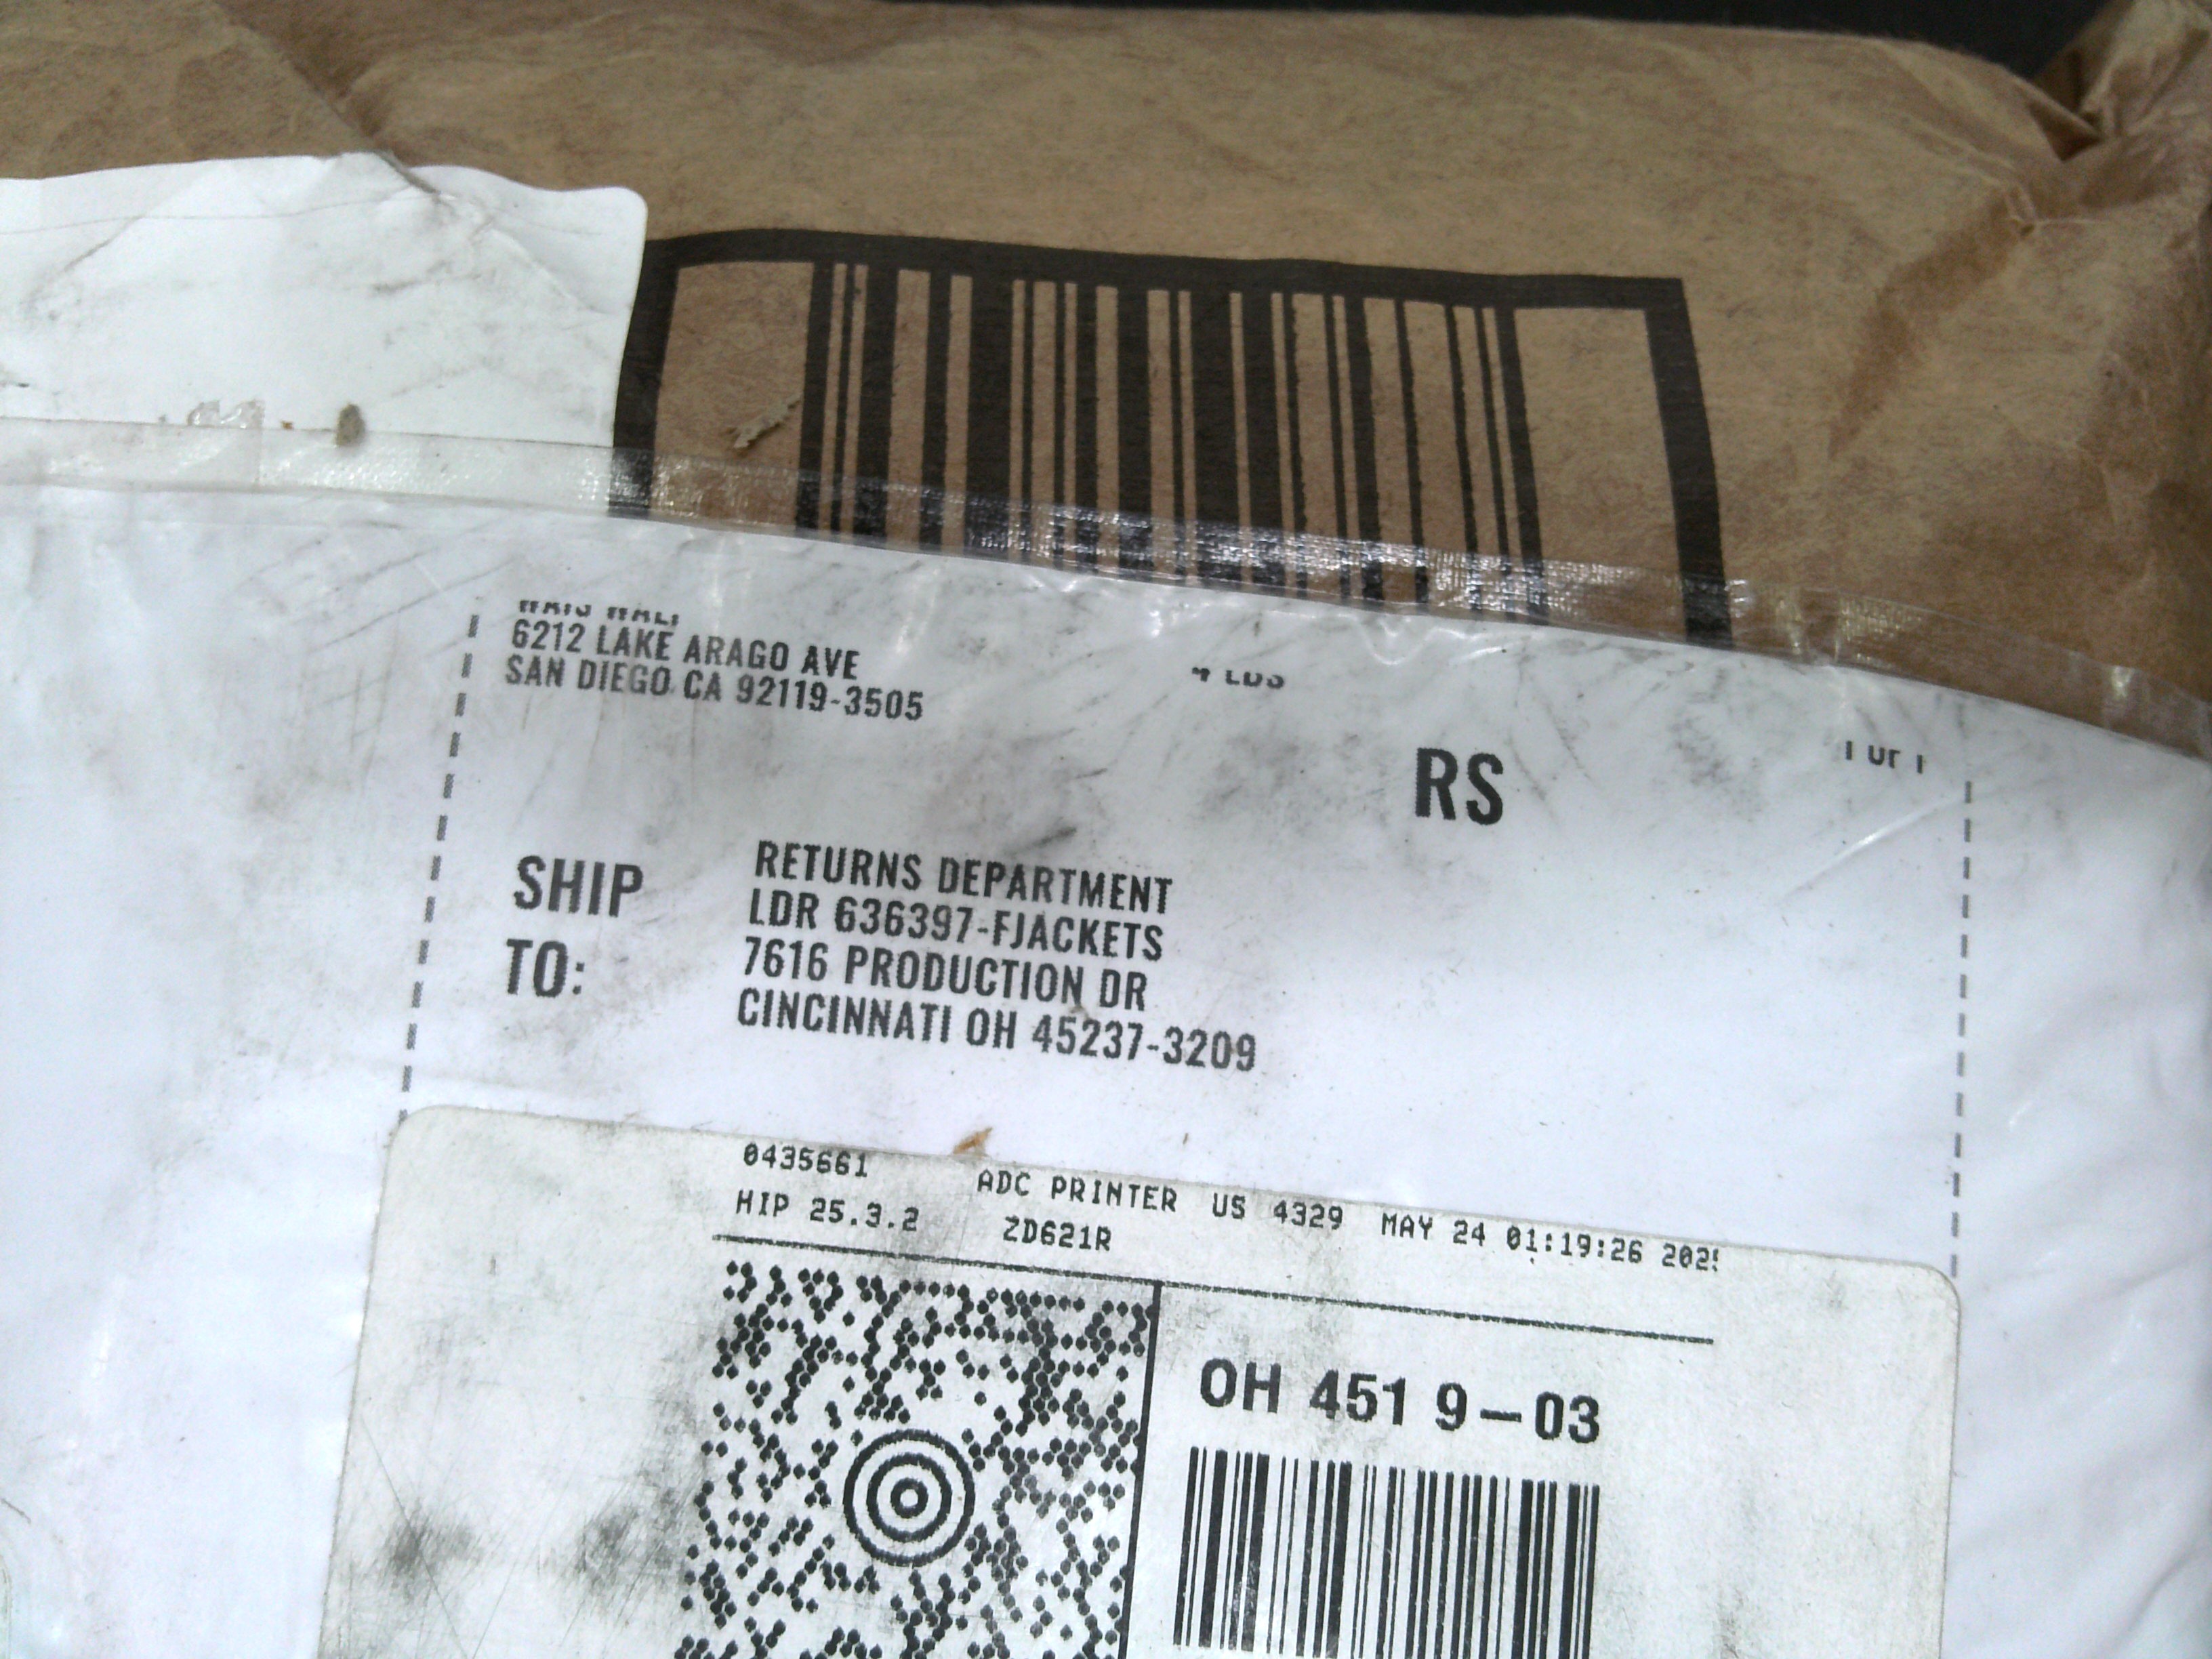 6212 LAKE ARAGO AVE
SAN DIEGO CA 92119-3505
RS
SHIP
TO:
RETURNS DEPARTMENT
LDR 636397-FJACKETS
7616 PRODUCTION DR
CINCINNATI OH 45237-3209
0435661 ADC PRINTER US 4329 MAY 24 01:19:26
HIP 25.3.2 ZD621R
OH 451 9-03